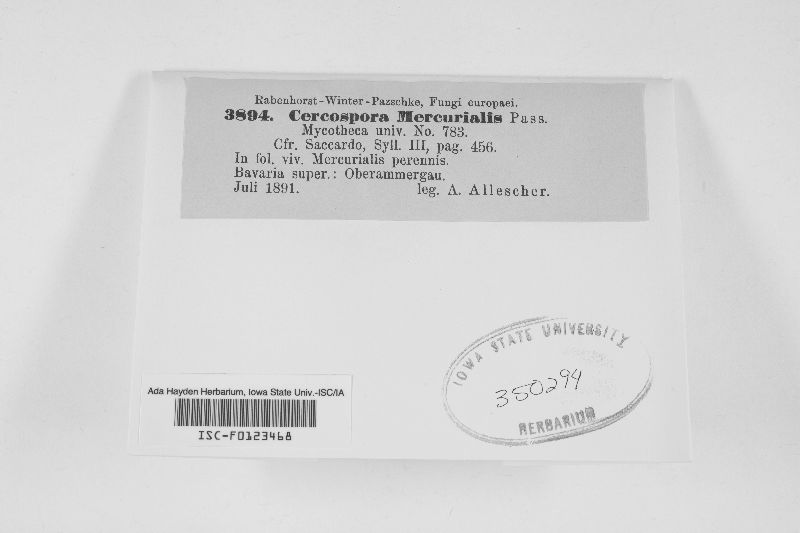 Rabenhorst-Winter-Pazschke, Fungi europaei.
3894. Cercospora Mercurialis Pass.
Mycotheca univ. No. 783.
Cfr. Saccardo, Syll. III, pag. 456.
In fol. viv. Mercurialis perennis.
Bavaria super.: Oberammergau.
Juli 1891. leg. A. Allescher.
IOWA STATE UNIVERSITY
350294
HERBARIUM
Ada Hayden Herbarium, Iowa State Univ.-ISC/IA
ISC-F0123468